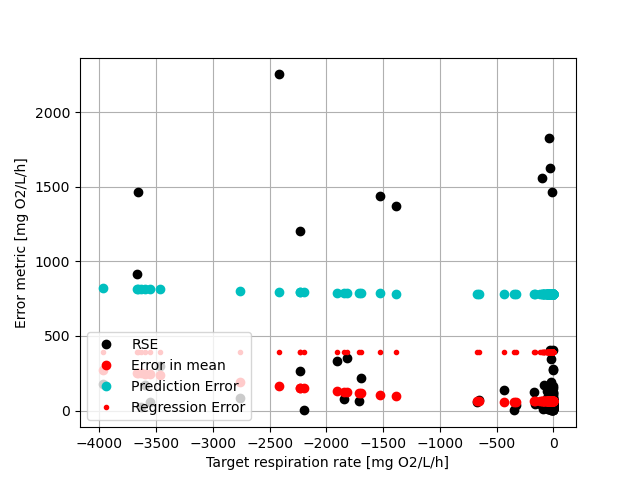 2000
1500
1000
500
0
Error metric [mg O2/L/h]
RSE
Error in mean
Prediction Error
Regression Error
−4000 −3500 −3000 −2500 −2000 −1500 −1000 −500 0
Target respiration rate [mg O2/L/h]